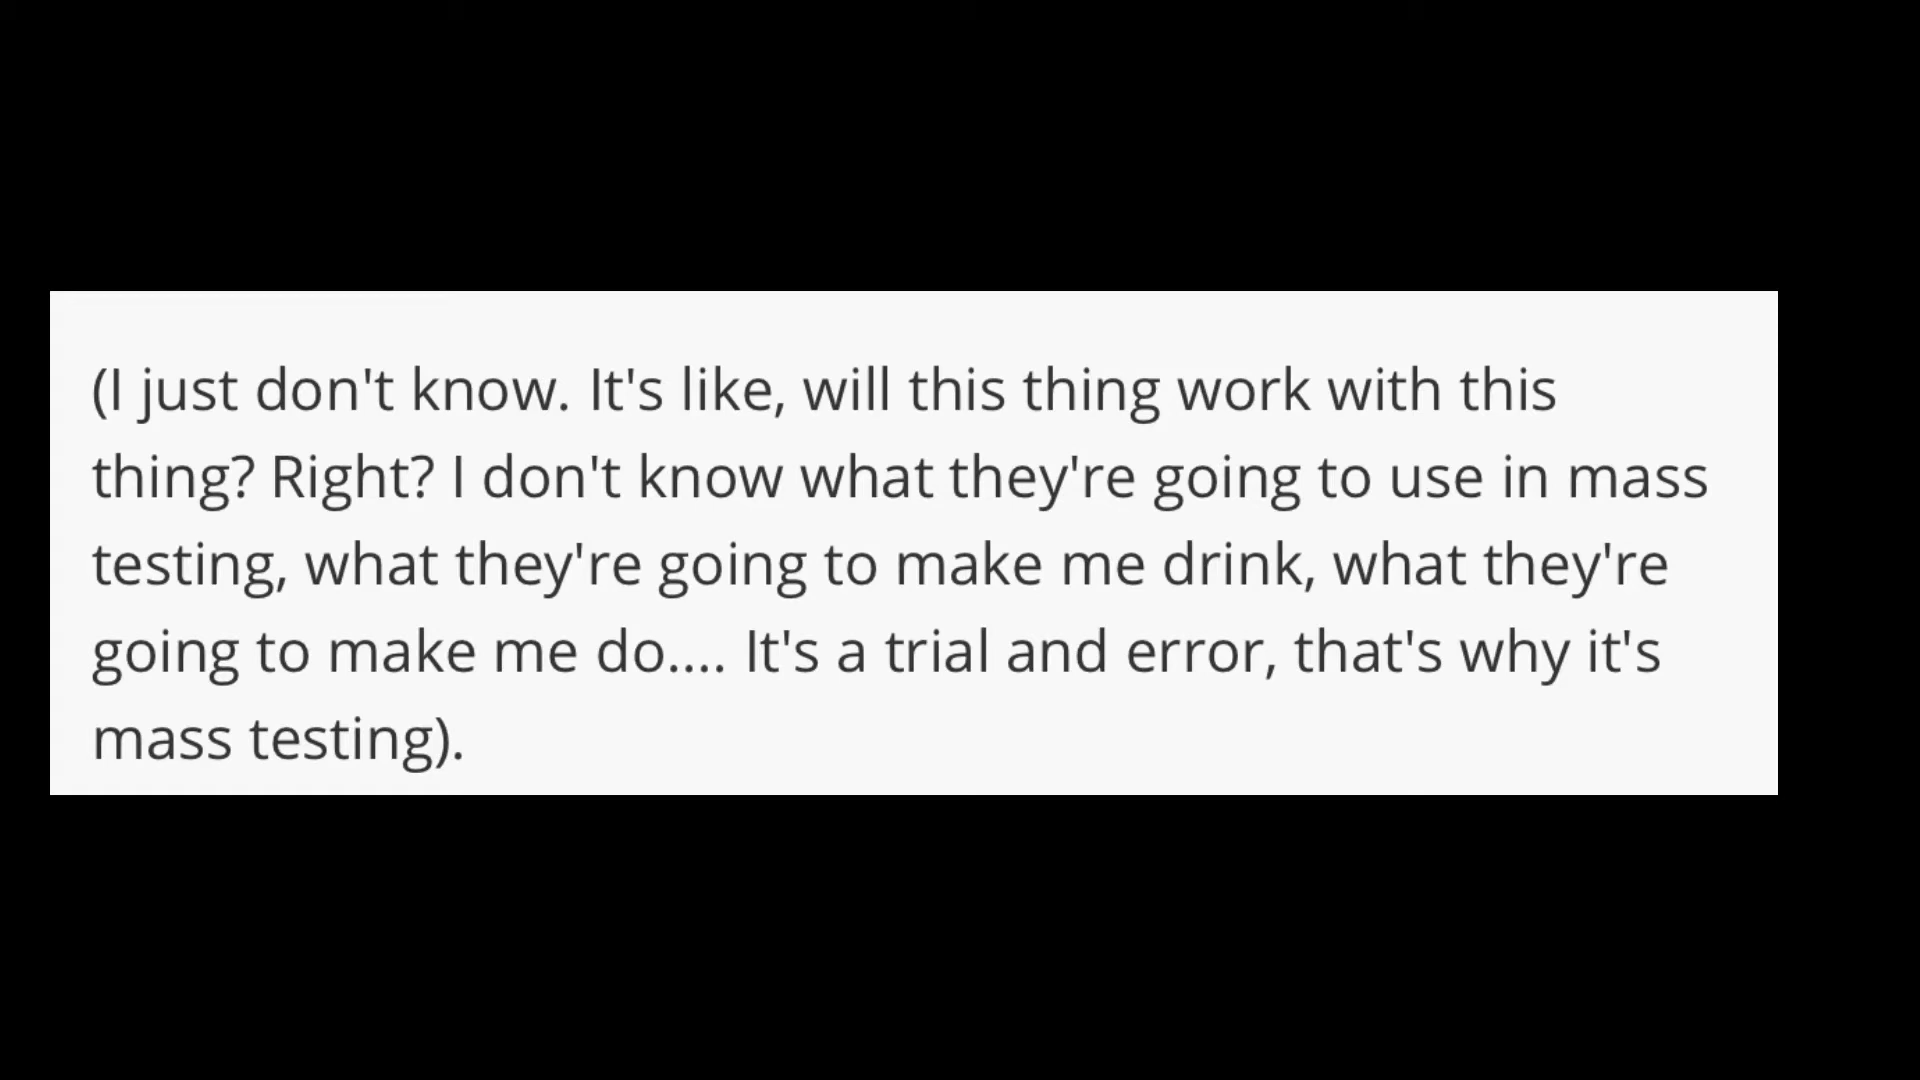 (I just don't know. It's like, will this thing work with this
thing? Right? I don't know what they're going to use in mass
testing, what they're going to make me drink, what they're
going to make me do.... It's a trial and error, that's why it's
mass testing).